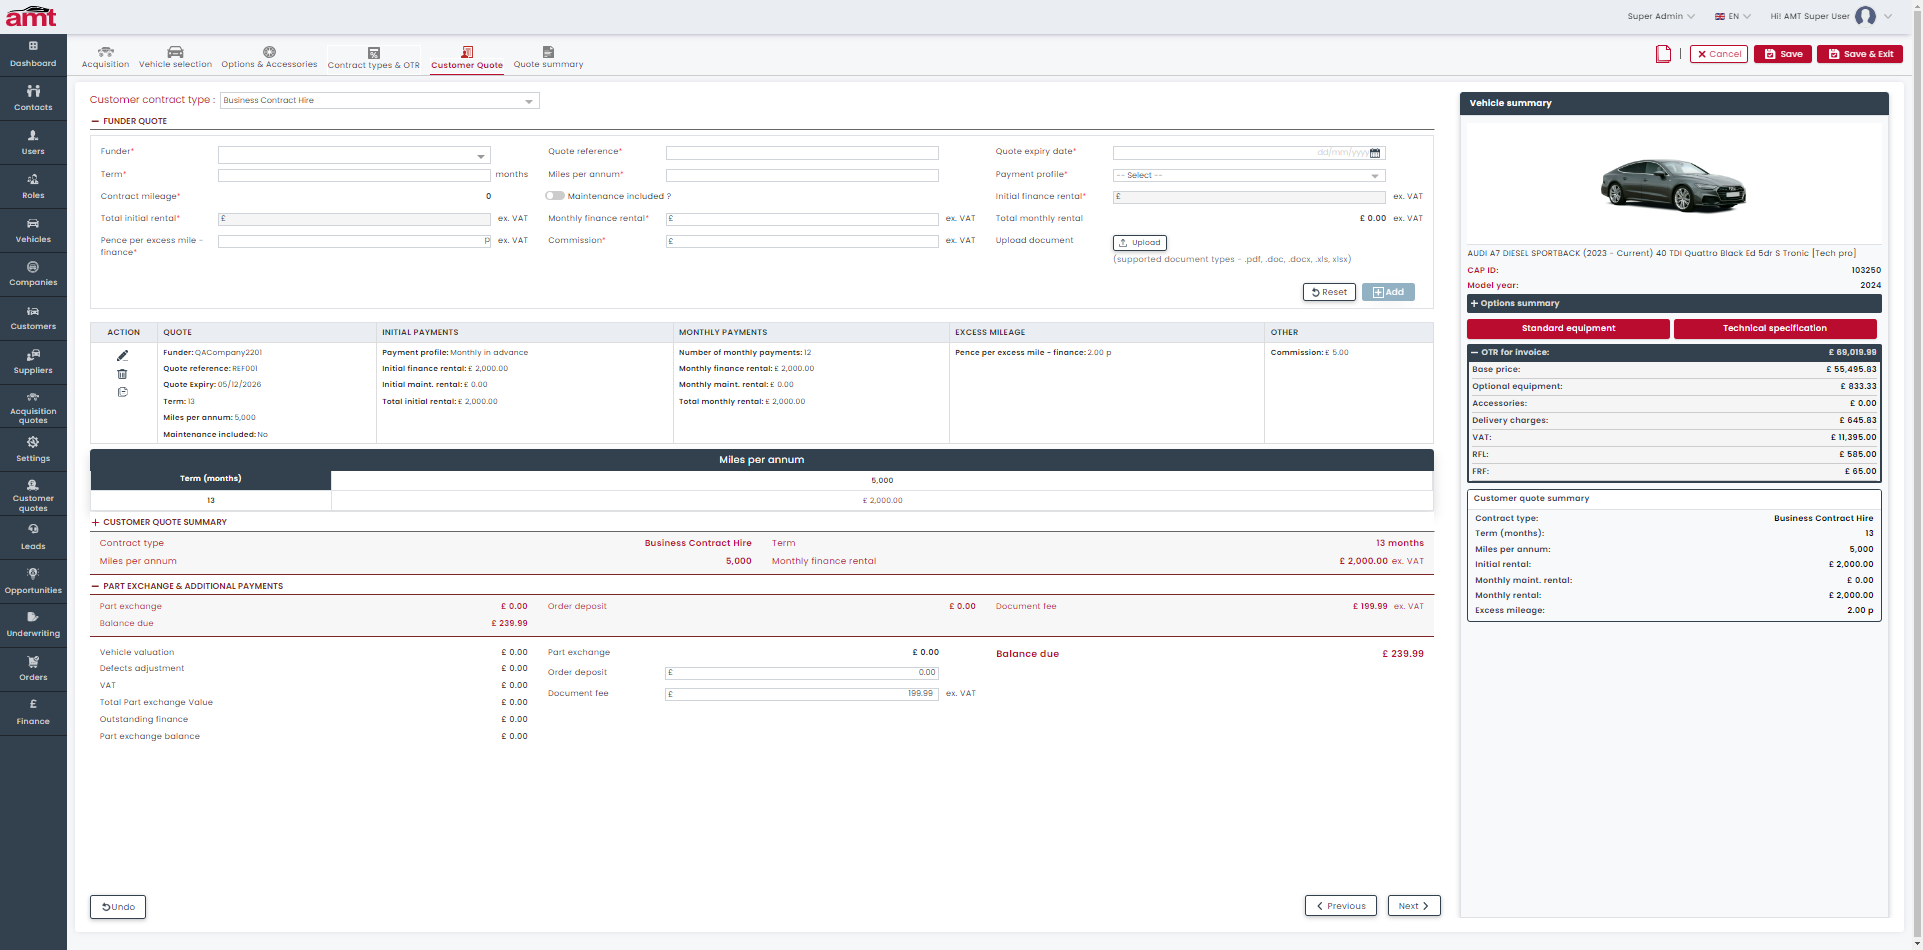 amt
Super Admin
EN
Hi! AMT Super User
Dashboard
Contacts
Users
Roles
Vehicles
Companies
Customers
Suppliers
Acquisition
quotes
Settings
Customer
quotes
Leads
Opportunities
Underwriting
Orders
Finance
Acquisition
Vehicle selection
Options & Accessories
Contract types & OTR
Customer Quote
Quote summary
Cancel
Save
Save & Exit
Customer contract type : Business Contract Hire
FUNDER QUOTE
Funder* Quote reference* Quote expiry date* dd/mm/yyyy
Term* months Miles per annum* Payment profile* -- Select --
Contract mileage* 0 Maintenance included ? Initial finance rental* £ ex. VAT
Total initial rental* £ ex. VAT Monthly finance rental* £ ex. VAT Total monthly rental £ 0.00 ex. VAT
Pence per excess mile - finance* p ex. VAT Commission* £ ex. VAT Upload document Upload
(supported document types - .pdf, .doc, .docx, .xls, xlsx)
Reset Add
ACTION QUOTE INITIAL PAYMENTS MONTHLY PAYMENTS EXCESS MILEAGE OTHER
Funder: QACompany2201 Payment profile: Monthly in advance Number of monthly payments: 12 Pence per excess mile - finance: 2.00 p Commission: £ 5.00
Quote reference: REF001 Initial finance rental: £ 2,000.00 Monthly finance rental: £ 2,000.00
Quote Expiry: 05/12/2026 Initial maint. rental: £ 0.00 Monthly maint. rental: £ 0.00
Term: 13 Total initial rental: £ 2,000.00 Total monthly rental: £ 2,000.00
Miles per annum: 5,000
Maintenance included: No
Miles per annum
Term (months) 5,000
13 £ 2,000.00
CUSTOMER QUOTE SUMMARY
Contract type Business Contract Hire Term 13 months
Miles per annum 5,000 Monthly finance rental £ 2,000.00 ex. VAT
PART EXCHANGE & ADDITIONAL PAYMENTS
Part exchange £ 0.00 Order deposit £ 0.00 Document fee £ 199.99 ex. VAT
Balance due £ 239.99
Vehicle valuation £ 0.00 Part exchange £ 0.00 Balance due £ 239.99
Defects adjustment £ 0.00 Order deposit £ 0.00
VAT £ 0.00 Document fee £ 199.99 ex. VAT
Total Part exchange Value £ 0.00
Outstanding finance £ 0.00
Part exchange balance £ 0.00
Undo
Previous
Next
Vehicle summary
AUDI A7 DIESEL SPORTBACK (2023 - Current) 40 TDI Quattro Black Ed 5dr S Tronic [Tech pro]
CAP ID: 103250
Model year: 2024
Options summary
Standard equipment Technical specification
OTR for invoice: £ 69,019.99
Base price: £ 55,495.83
Optional equipment: £ 833.33
Accessories: £ 0.00
Delivery charges: £ 645.83
VAT: £ 11,395.00
RFL: £ 585.00
FRF: £ 65.00
Customer quote summary
Contract type: Business Contract Hire
Term (months): 13
Miles per annum: 5,000
Initial rental: £ 2,000.00
Monthly maint. rental: £ 0.00
Monthly rental: £ 2,000.00
Excess mileage: 2.00 p